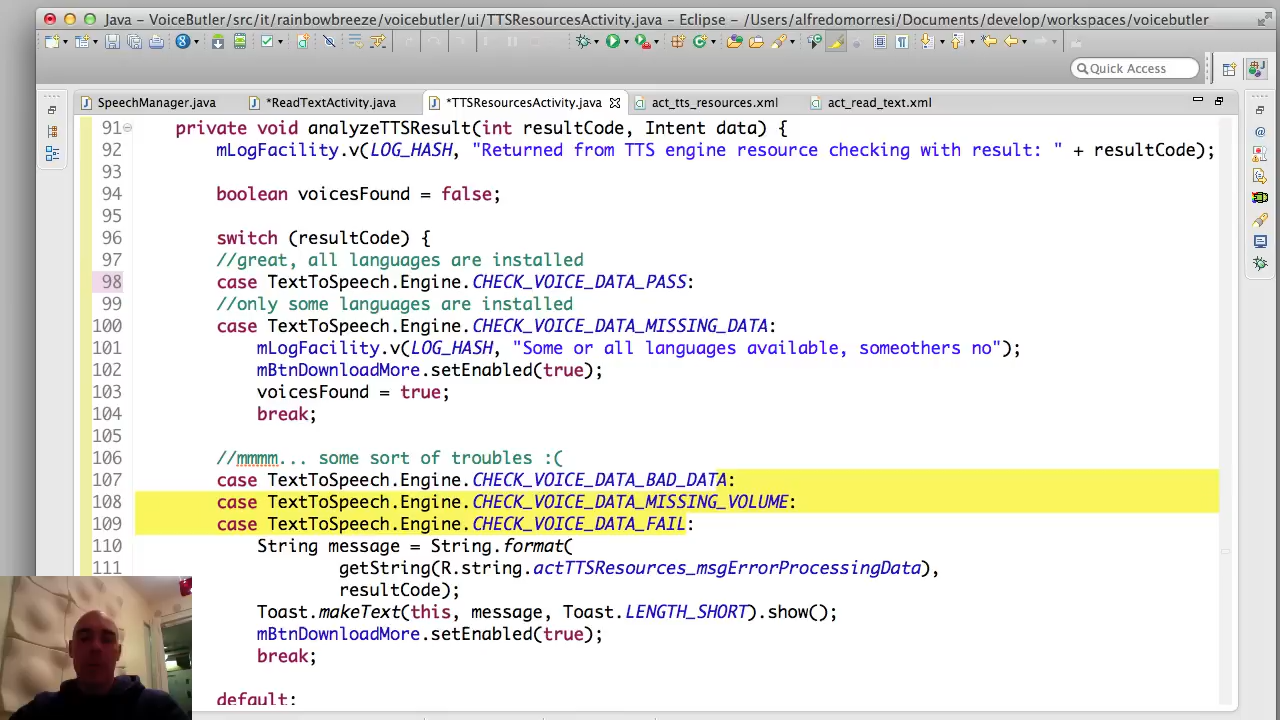 Java - VoiceButler/src/it/rainbowbreeze/voicebutler/ui/TTSResourcesActivity.java - Eclipse - /Users/alfredomorresi/Documents/develop/workspaces/voicebutler
Quick Access
SpeechManager.java *ReadTextActivity.java *TTSResourcesActivity.java act_tts_resources.xml act_read_text.xml
91 private void analyzeTTSResult(int resultCode, Intent data) {
92 mLogFacility.v(LOG_HASH, "Returned from TTS engine resource checking with result: " + resultCode);
93
94 boolean voicesFound = false;
95
96 switch (resultCode) {
97 //great, all languages are installed
98 case TextToSpeech.Engine.CHECK_VOICE_DATA_PASS:
99 //only some languages are installed
100 case TextToSpeech.Engine.CHECK_VOICE_DATA_MISSING_DATA:
101 mLogFacility.v(LOG_HASH, "Some or all languages available, someothers no");
102 mBtnDownloadMore.setEnabled(true);
103 voicesFound = true;
104 break;
105
106 //mmmm... some sort of troubles :(
107 case TextToSpeech.Engine.CHECK_VOICE_DATA_BAD_DATA:
108 case TextToSpeech.Engine.CHECK_VOICE_DATA_MISSING_VOLUME:
109 case TextToSpeech.Engine.CHECK_VOICE_DATA_FAIL:
110 String message = String.format(
111 getString(R.string.actTTSResources_msgErrorProcessingData),
resultCode);
Toast.makeText(this, message, Toast.LENGTH_SHORT).show();
mBtnDownloadMore.setEnabled(true);
break;
default: